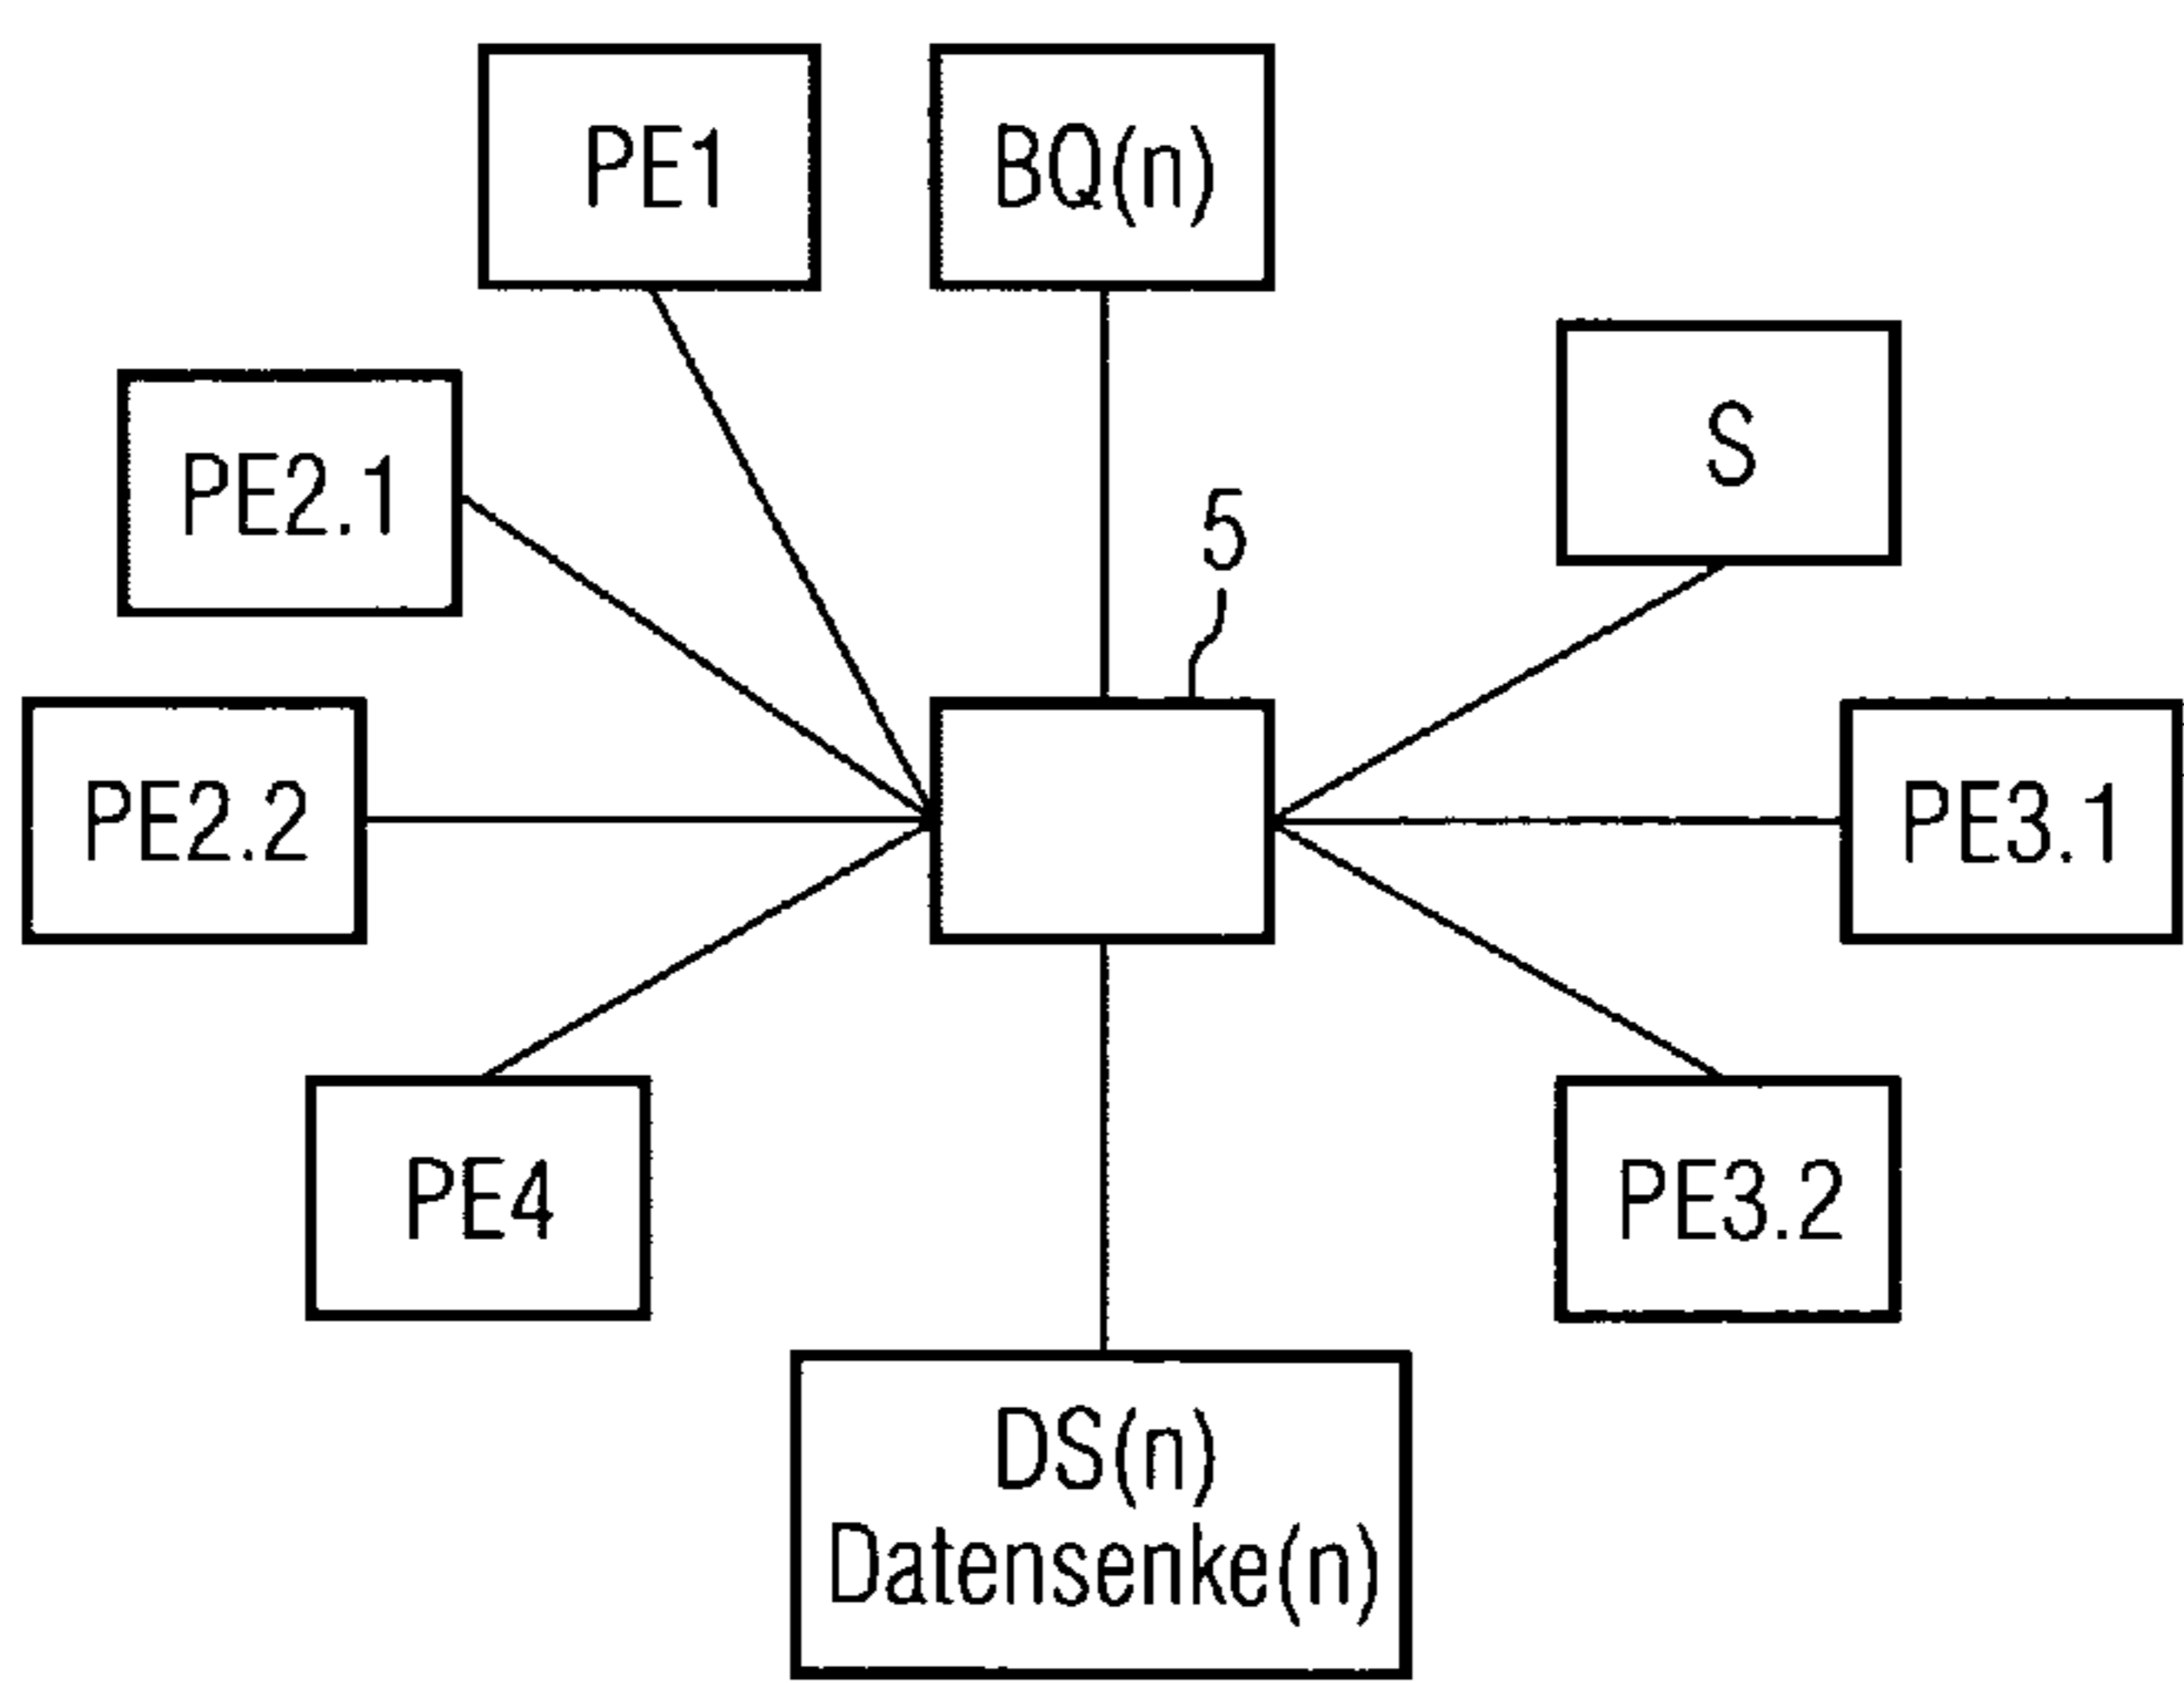 PE1
BQ(n)
S
PE2.1
5
PE2.2
PE3.1
PE4
PE3.2
DS(n)
Datensenke(n)